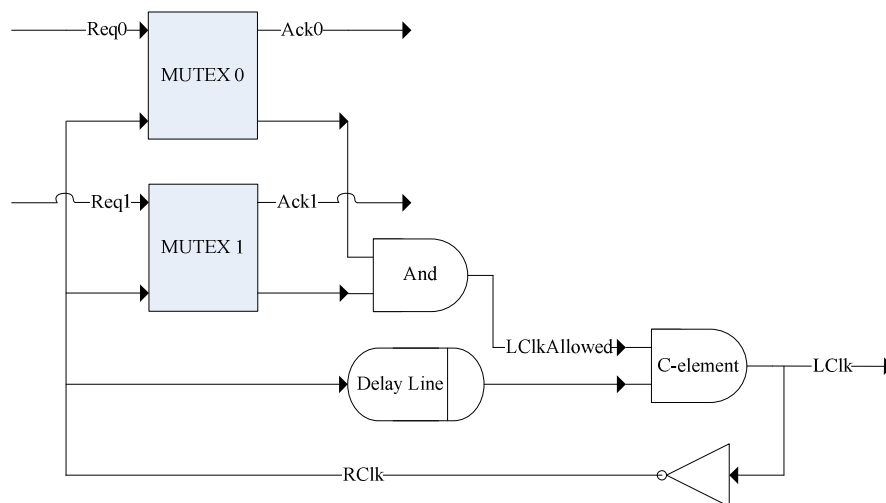 Req0
Ack0
MUTEX 0
Req1
Ack1
MUTEX 1
And
LClkAllowed
C-element
LClk
Delay Line
RClk